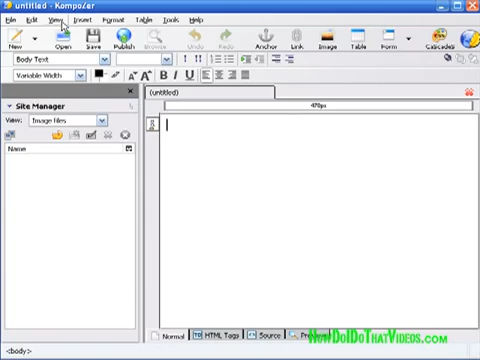 untitled - KompoZer
File Edit View Insert Format Table Tools Help
New Open Save Publish Browse Undo Redo Anchor Link Image Table Form CaScadeS
Body Text
Variable Width
B I U
Site Manager
(untitled)
470px
View: Image files
Name
Normal HTML Tags Source
HowDoIDoThatVideos.com
<body>